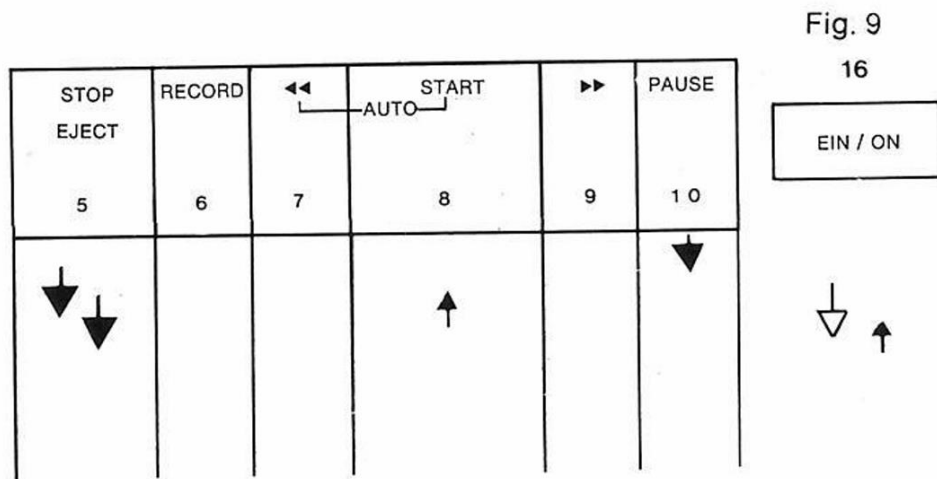 Fig. 9
16
STOP RECORD ◄◄ START ►► PAUSE
AUTO
EJECT
EIN / ON
5 6 7 8 9 10